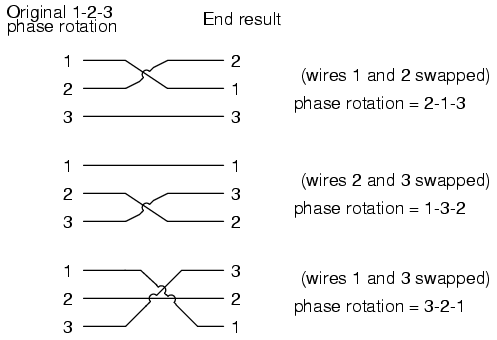 Original 1-2-3
phase rotation
End result
1 2
2 1
3 3
(wires 1 and 2 swapped)
phase rotation = 2-1-3
1 1
2 3
3 2
(wires 2 and 3 swapped)
phase rotation = 1-3-2
1 3
2 2
3 1
(wires 1 and 3 swapped)
phase rotation = 3-2-1